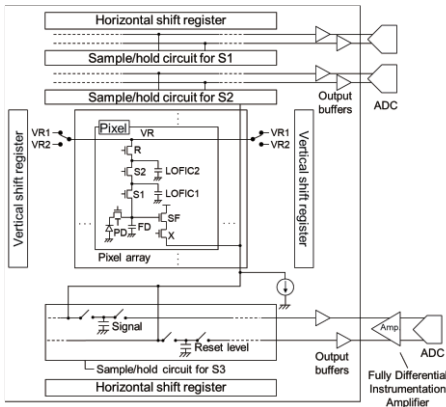 Horizontal shift register
Sample/hold circuit for S1
Sample/hold circuit for S2
Output
buffers
ADC
Vertical shift register
VR1
VR2
Pixel
VR
R
S2
LOFIC2
S1
LOFIC1
T
PD
FD
SF
X
Pixel array
VR1
VR2
Vertical shift register
Signal
Reset level
Sample/hold circuit for S3
Horizontal shift register
Output
buffers
Amp.
ADC
Fully Differential
Instrumentation
Amplifier